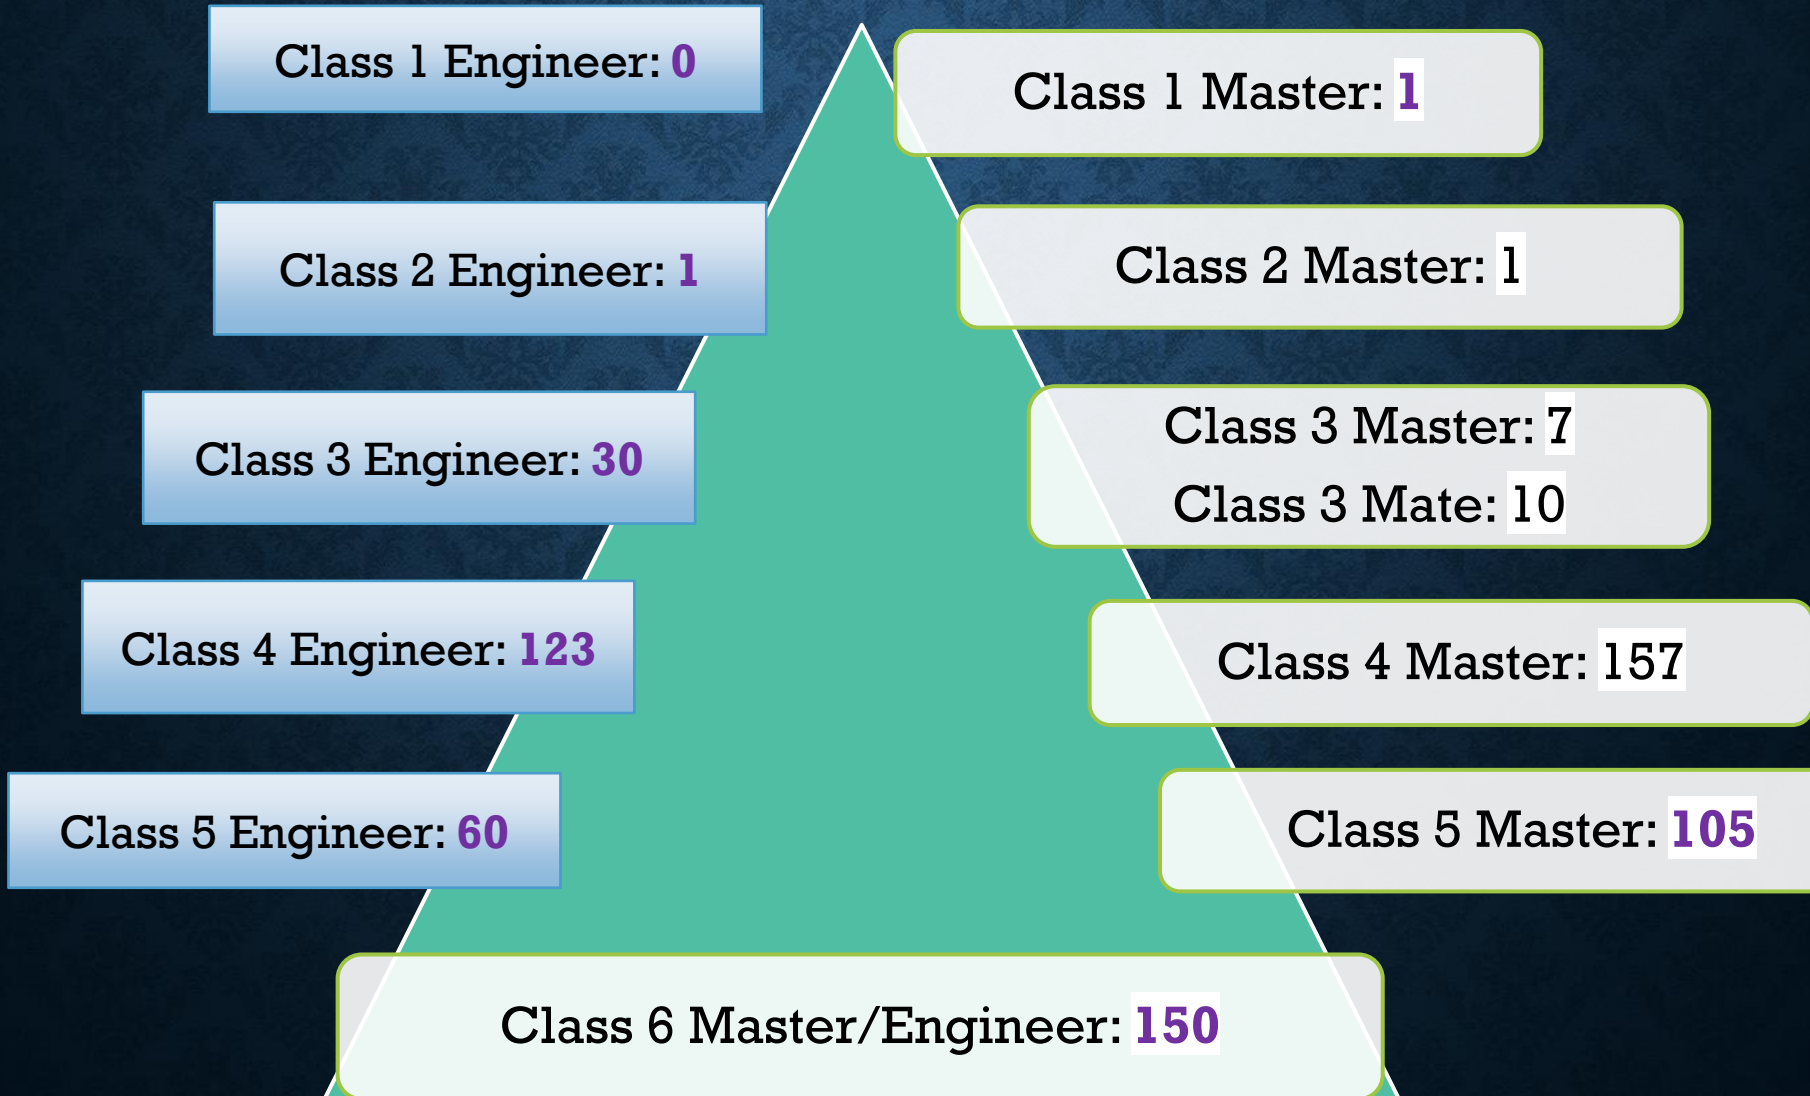 Class 1 Engineer: 0
Class 1 Master: 1
Class 2 Engineer: 1
Class 2 Master: 1
Class 3 Engineer: 30
Class 3 Master: 7
Class 3 Mate: 10
Class 4 Engineer: 123
Class 4 Master: 157
Class 5 Engineer: 60
Class 5 Master: 105
Class 6 Master/Engineer: 150